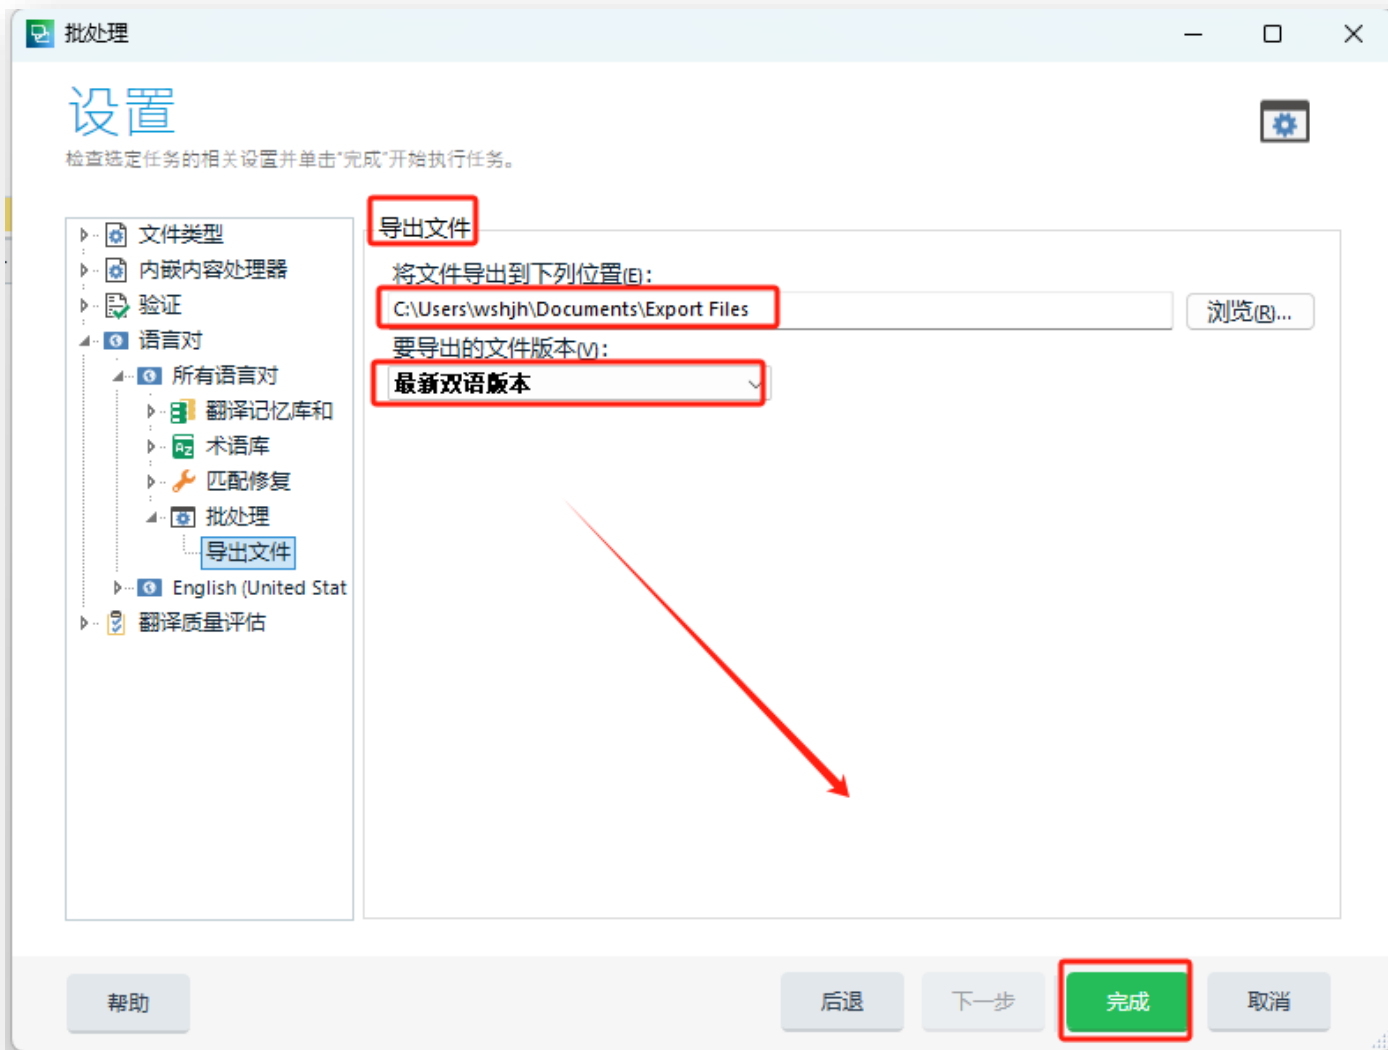 批处理
设置
检查选定任务的相关设置并单击"完成"开始执行任务。
文件类型
内嵌内容处理器
验证
语言对
所有语言对
翻译记忆库和
术语库
匹配修复
批处理
导出文件
English (United Stat
翻译质量评估
导出文件
将文件导出到下列位置(E):
C:\Users\wshjh\Documents\Export Files
浏览(R)...
要导出的文件版本(V):
最新双语版本
帮助
后退
下一步
完成
取消